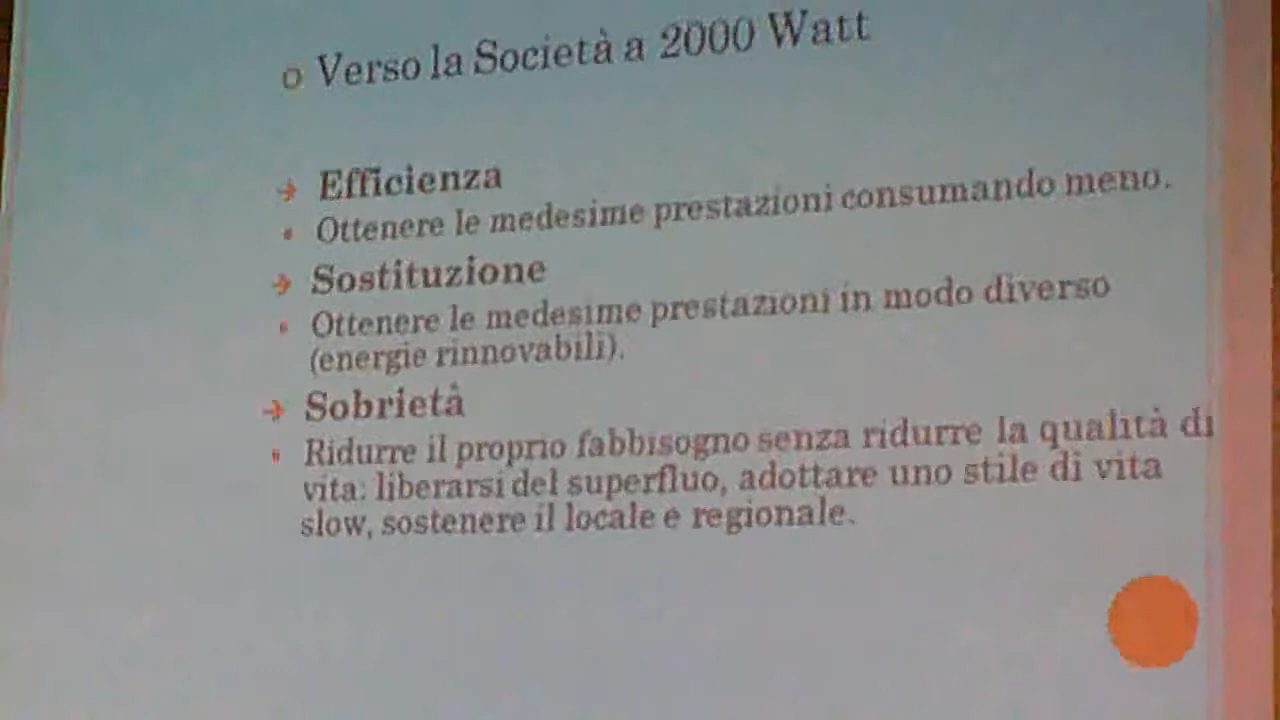 o Verso la Società a 2000 Watt
→ Efficienza
▪ Ottenere le medesime prestazioni consumando meno.
→ Sostituzione
▪ Ottenere le medesime prestazioni in modo diverso
(energie rinnovabili).
→ Sobrietà
▪ Ridurre il proprio fabbisogno senza ridurre la qualità di
vita: liberarsi del superfluo, adottare uno stile di vita
slow, sostenere il locale e regionale.